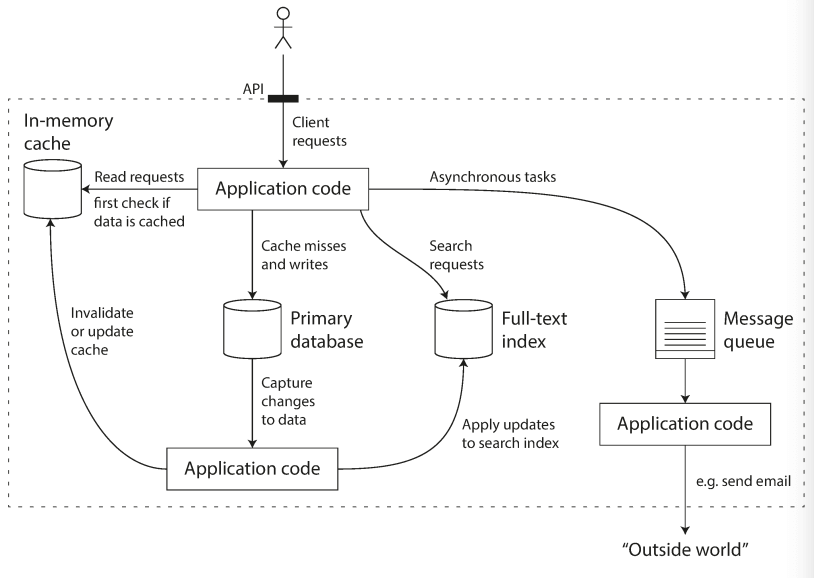 API
Client
requests
In-memory
cache
Read requests
first check if
data is cached
Application code
Asynchronous tasks
Cache misses
and writes
Search
requests
Invalidate
or update
cache
Primary
database
Full-text
index
Message
queue
Capture
changes
to data
Apply updates
to search index
Application code
Application code
e.g. send email
“Outside world”